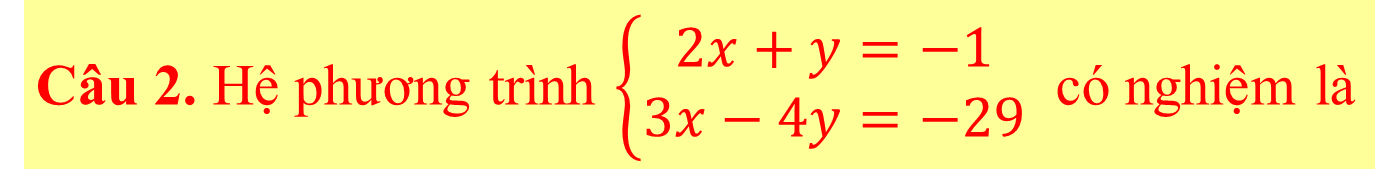 Câu 2. Hệ phương trình { 2x + y = −1
3x − 4y = −29 có nghiệm là